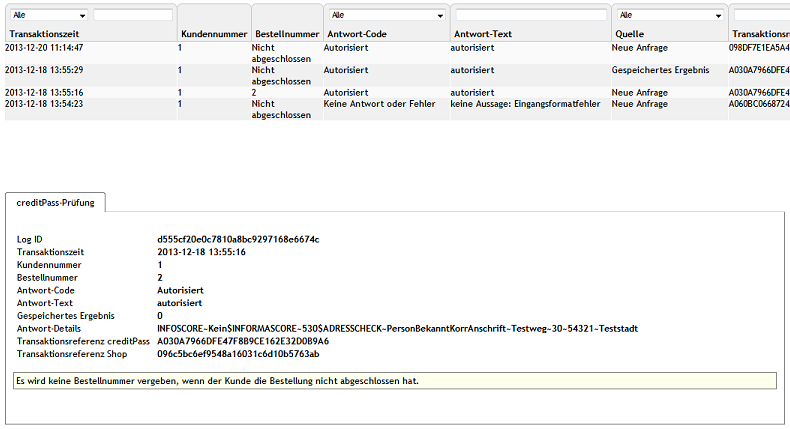 Alle Alle Alle
Transaktionszeit Kundennummer Bestellnummer Antwort-Code Antwort-Text Quelle Transaktionsr
2013-12-20 11:14:47 1 Nicht abgeschlossen Autorisiert autorisiert Neue Anfrage 098DF7E1EA5A4
2013-12-18 13:55:29 1 Nicht abgeschlossen Autorisiert autorisiert Gespeichertes Ergebnis A030A7966DFE4
2013-12-18 13:55:16 1 2 Autorisiert autorisiert Neue Anfrage A030A7966DFE4
2013-12-18 13:54:23 1 Nicht abgeschlossen Keine Antwort oder Fehler keine Aussage: Eingangsformatfehler Neue Anfrage A060BC0668724
creditPass-Prüfung
Log ID d555cf20e0c7810a8bc9297168e6674c
Transaktionszeit 2013-12-18 13:55:16
Kundennummer 1
Bestellnummer 2
Antwort-Code Autorisiert
Antwort-Text autorisiert
Gespeichertes Ergebnis 0
Antwort-Details INFOSCORE~Kein$INFORMASCORE~530$ADRESSCHECK~PersonBekanntKorrAnschrift~Testweg~30~54321~Teststadt
Transaktionsreferenz creditPass A030A7966DFE47F8B9CE162E32D0B9A6
Transaktionsreferenz Shop 096c5bc6ef9548a16031c6d10b5763ab
Es wird keine Bestellnummer vergeben, wenn der Kunde die Bestellung nicht abgeschlossen hat.